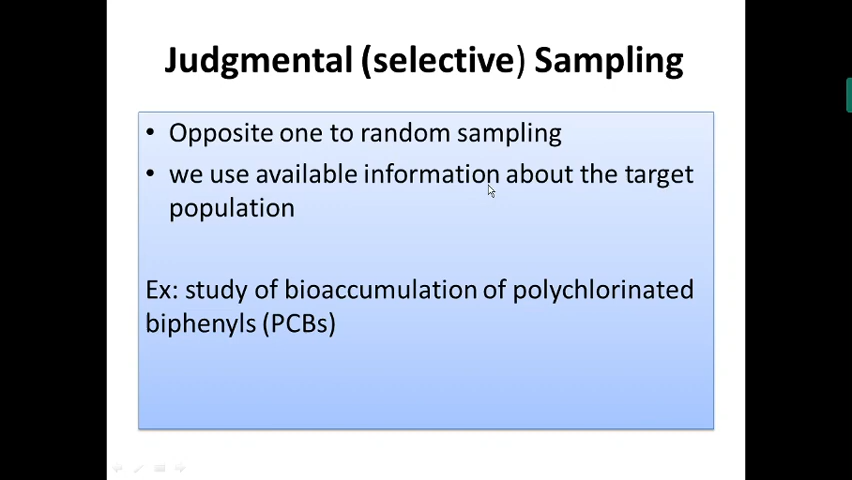 Judgmental (selective) Sampling
• Opposite one to random sampling
• we use available information about the target
population
Ex: study of bioaccumulation of polychlorinated
biphenyls (PCBs)